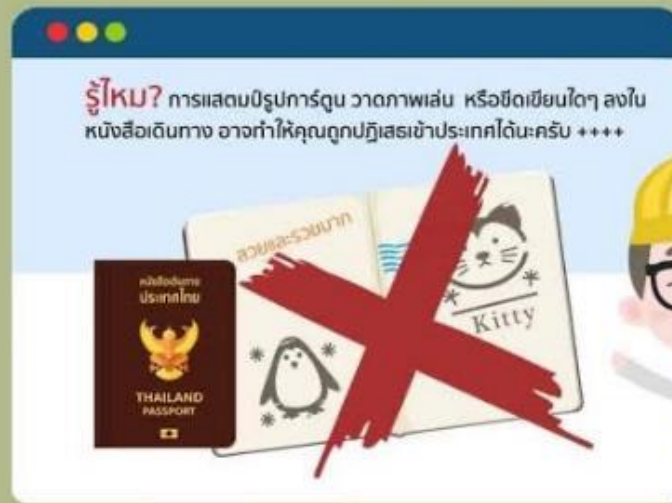 รู้ไหม? การแสตมป์รูปการ์ตูน วาดภาพเล่น หรือขีดเขียนใดๆ ลงใน
หนังสือเดินทาง อาจทำให้คุณถูกปฏิเสธเข้าประเทศได้นะครับ ++++
สวยและรวยมาก
Kitty
หนังสือเดินทาง
ประเทศไทย
THAILAND
PASSPORT